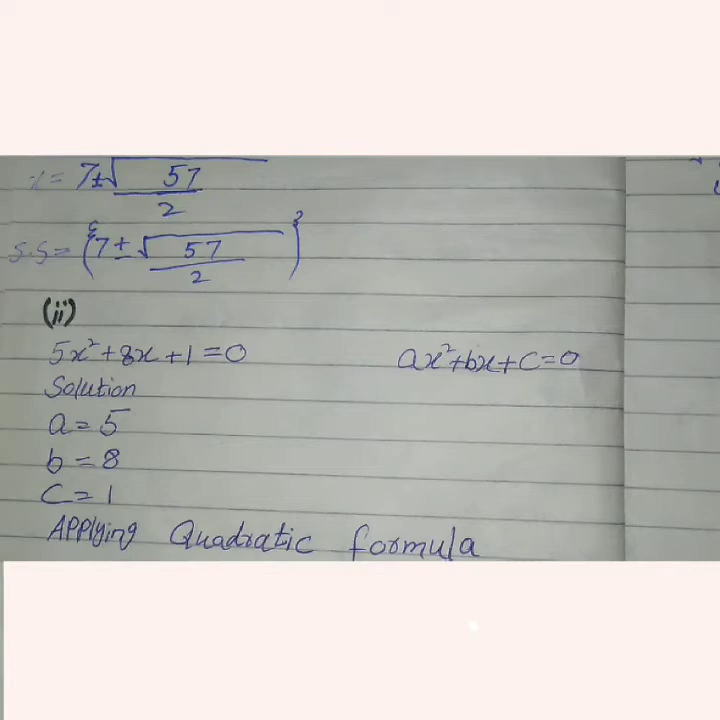 x = 7±√57
2
S.S = {7±√57}
2
(ii)
5x²+8x+1=0 ax²+bx+c=0
Solution
a=5
b=8
c=1
APPlying Quadratic formula